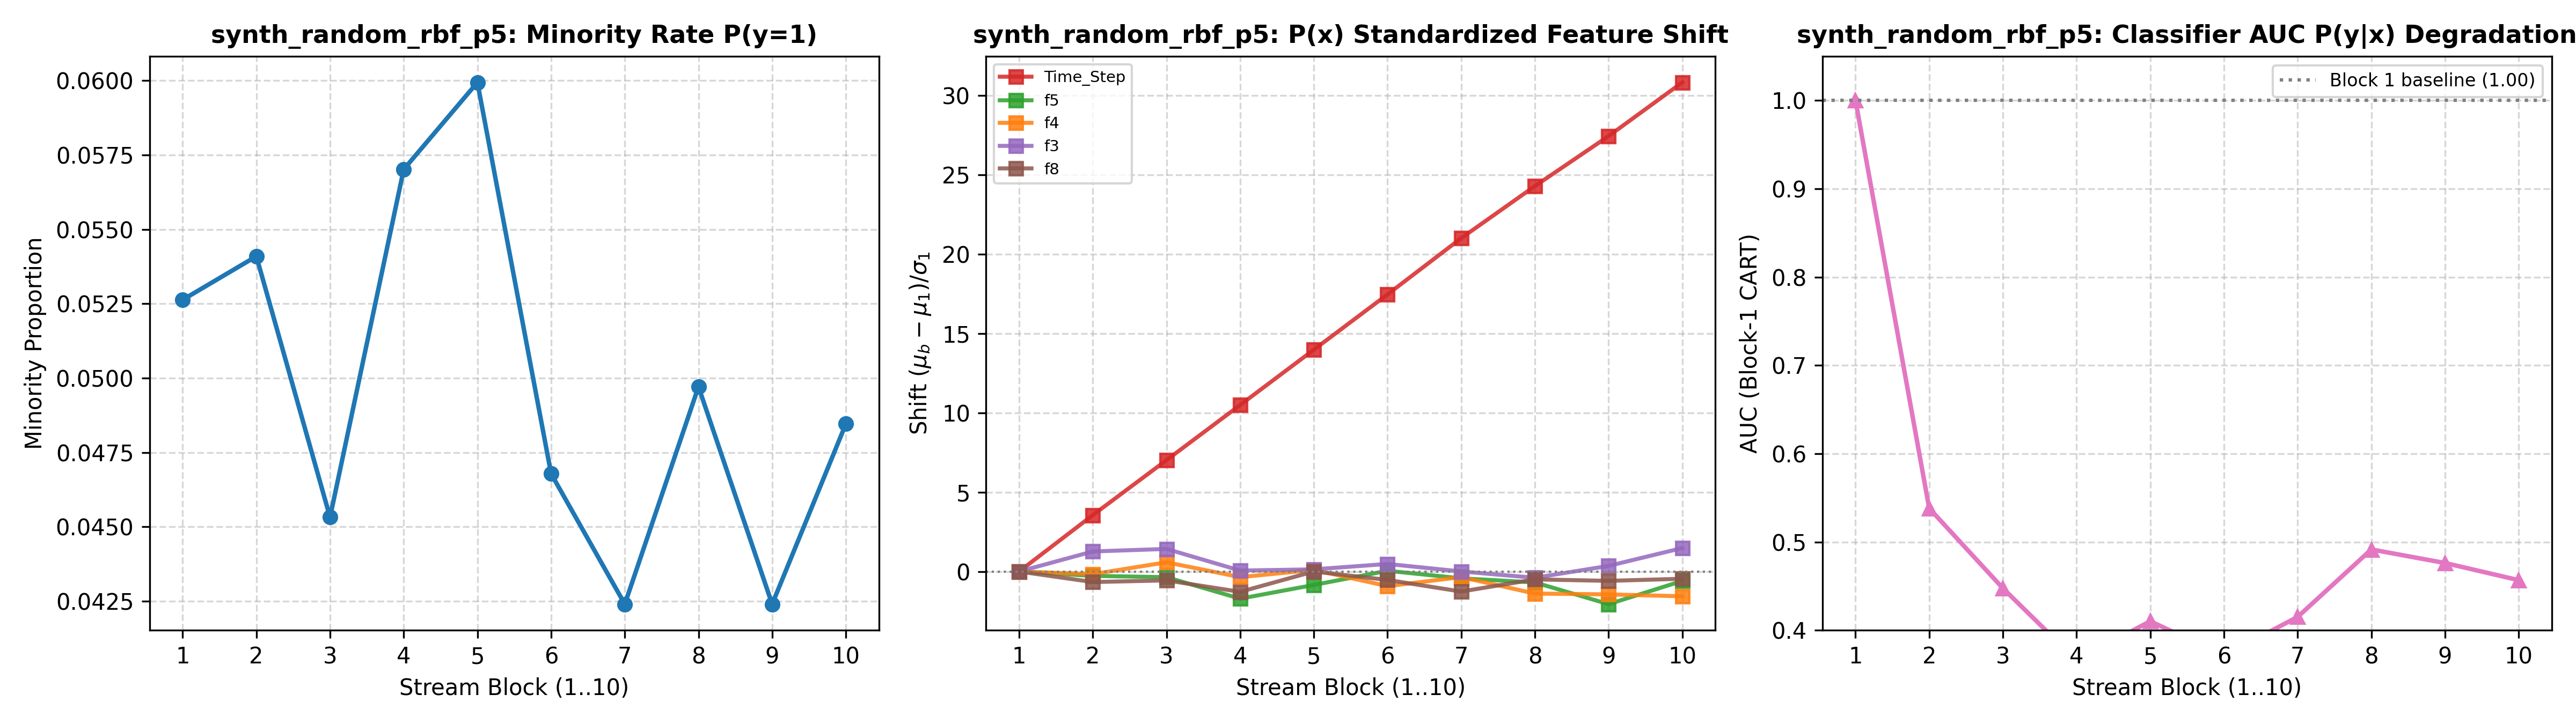 synth_random_rbf_p5: Minority Rate P(y=1)
Minority Proportion
0.0600
0.0575
0.0550
0.0525
0.0500
0.0475
0.0450
0.0425
1 2 3 4 5 6 7 8 9 10
Stream Block (1..10)
synth_random_rbf_p5: P(x) Standardized Feature Shift
Shift (μ_b − μ_1)/σ_1
30
25
20
15
10
5
0
Time_Step
f5
f4
f3
f8
1 2 3 4 5 6 7 8 9 10
Stream Block (1..10)
synth_random_rbf_p5: Classifier AUC P(y|x) Degradation
AUC (Block-1 CART)
1.0
0.9
0.8
0.7
0.6
0.5
0.4
Block 1 baseline (1.00)
1 2 3 4 5 6 7 8 9 10
Stream Block (1..10)